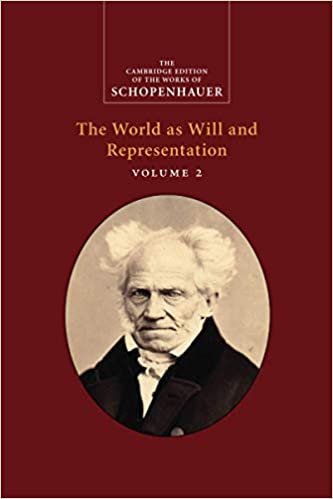 THE
CAMBRIDGE EDITION
OF THE WORKS OF
SCHOPENHAUER
The World as Will and
Representation
VOLUME 2